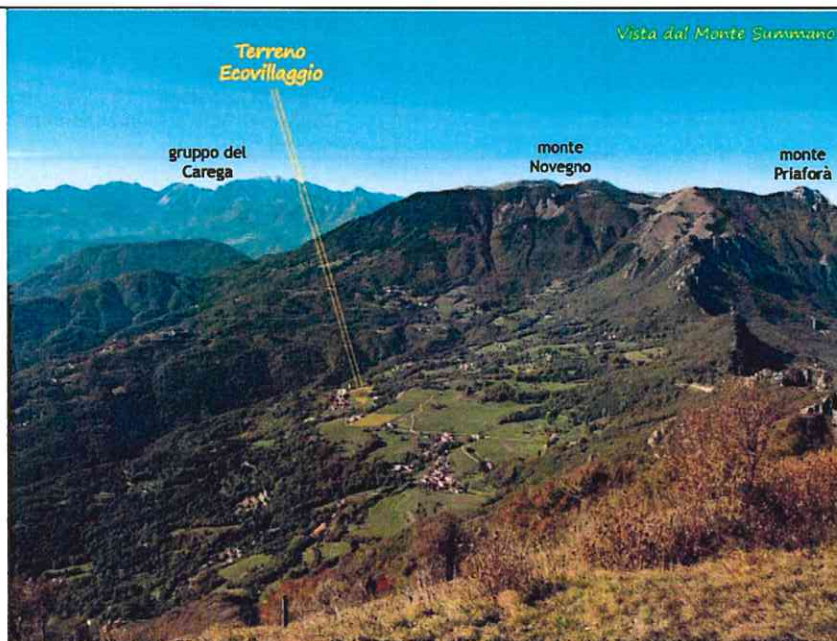 Vista dal Monte Summano
Terreno
Ecovillaggio
gruppo del
Carega
monte
Novegno
monte
Priaforà